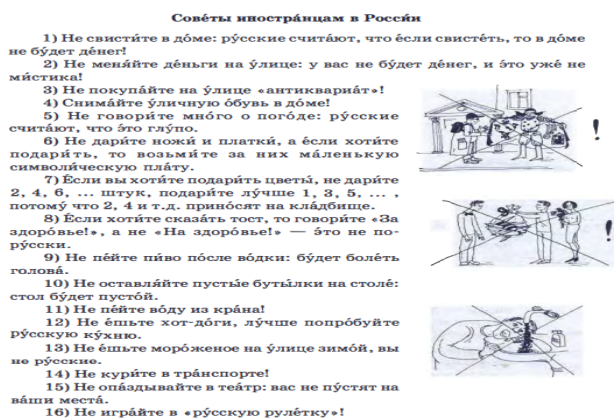 Сове́ты иностра́нцам в Росси́и
1) Не свисти́те в до́ме: ру́сские счита́ют, что е́сли свисте́ть, то в до́ме
не бу́дет де́нег!
2) Не меня́йте де́ньги на у́лице: у вас не бу́дет де́нег, и э́то уже́ не
ми́стика!
3) Не покупа́йте на у́лице «антиквариа́т»!
4) Снима́йте у́личную о́бувь в до́ме!
5) Не говори́те мно́го о пого́де: ру́сские
счита́ют, что э́то глу́по.
6) Не дари́те ножи́ и платки́, а е́сли хоти́те
подари́ть, то возьми́те за них ма́ленькую
символи́ческую пла́ту.
7) Е́сли вы хоти́те подари́ть цветы́, не дари́те
2, 4, 6, ... штук, подари́те лу́чше 1, 3, 5, ... ,
потому́ что 2, 4 и т.д. прино́сят на кла́дбище.
8) Е́сли хоти́те сказа́ть тост, то говори́те «За
здоро́вье!», а не «На здоро́вье!» — э́то не по-
ру́сски.
9) Не пе́йте пи́во по́сле во́дки: бу́дет боле́ть
голова́.
10) Не оставля́йте пусты́е буты́лки на столе́:
стол бу́дет пусто́й.
11) Не пе́йте во́ду из кра́на!
12) Не е́шьте хот-до́ги, лу́чше попро́буйте
ру́сскую ку́хню.
13) Не е́шьте моро́женое на у́лице зимо́й, вы
не ру́сские.
14) Не кури́те в тра́нспорте!
15) Не опа́здывайте в теа́тр: вас не пу́стят на
ва́ши места́.
16) Не игра́йте в «ру́сскую руле́тку»!
!
!